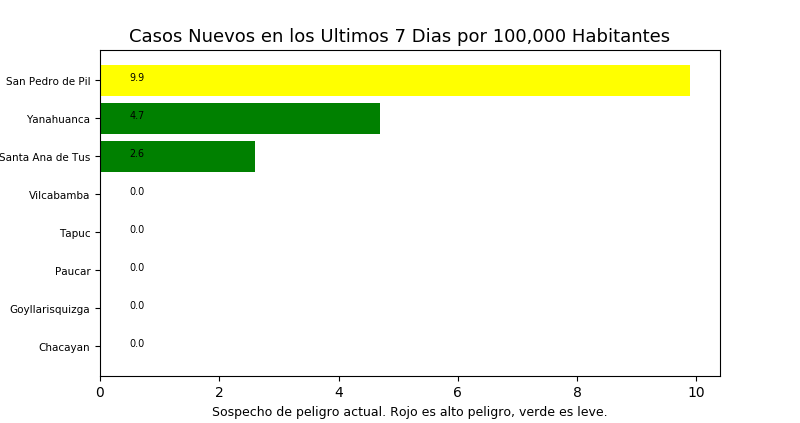 Casos Nuevos en los Ultimos 7 Dias por 100,000 Habitantes
San Pedro de Pil 9.9
Yanahuanca 4.7
Santa Ana de Tus 2.6
Vilcabamba 0.0
Tapuc 0.0
Paucar 0.0
Goyllarisquizga 0.0
Chacayan 0.0
0 2 4 6 8 10
Sospecho de peligro actual. Rojo es alto peligro, verde es leve.